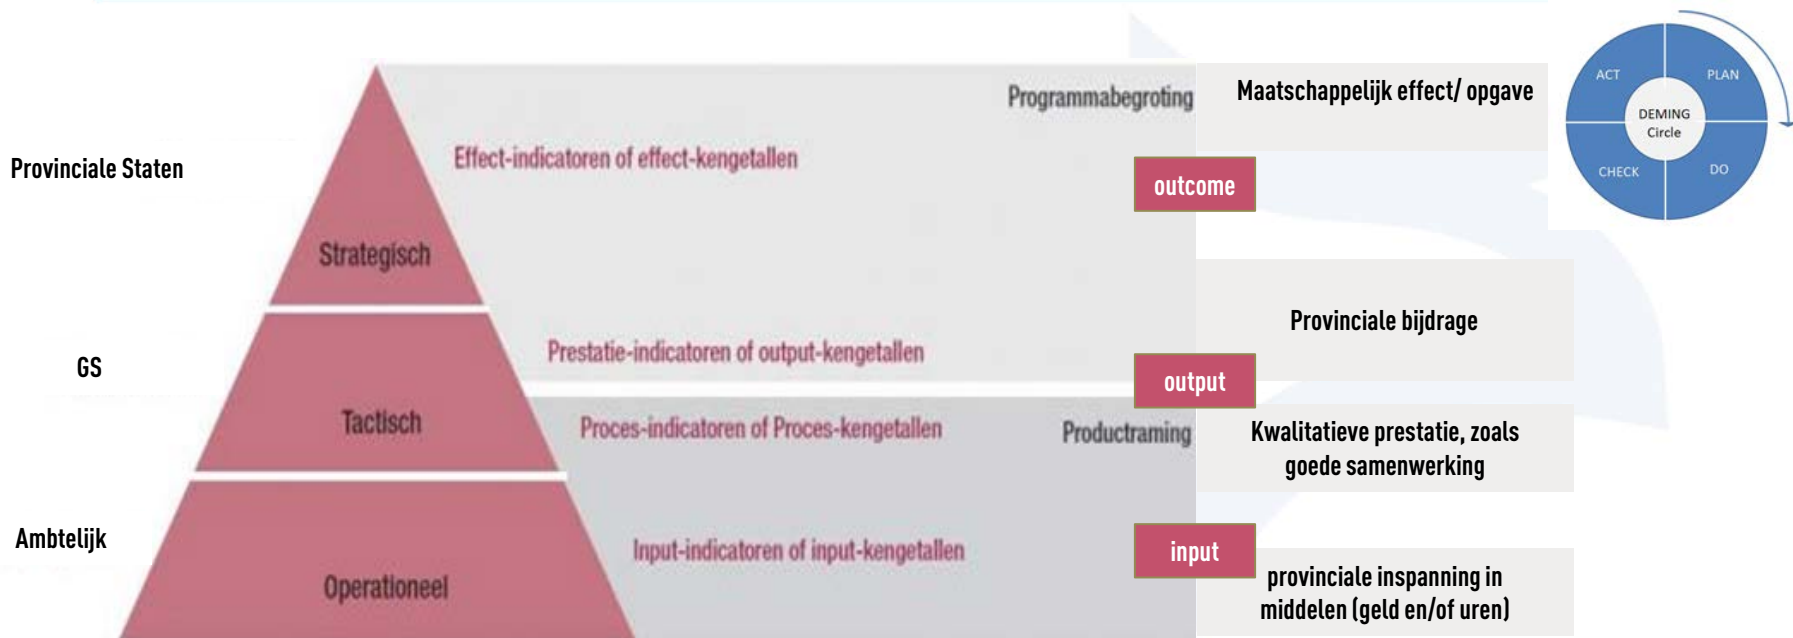 Programmabegroting
Maatschappelijk effect/ opgave
ACT
PLAN
DEMING
Circle
CHECK
DO
Provinciale Staten
Effect-indicatoren of effect-kengetallen
outcome
Strategisch
Provinciale bijdrage
GS
Prestatie-indicatoren of output-kengetallen
output
Tactisch
Proces-indicatoren of Proces-kengetallen
Productraming
Kwalitatieve prestatie, zoals
goede samenwerking
Ambtelijk
Input-indicatoren of input-kengetallen
input
Operationeel
provinciale inspanning in
middelen (geld en/of uren)